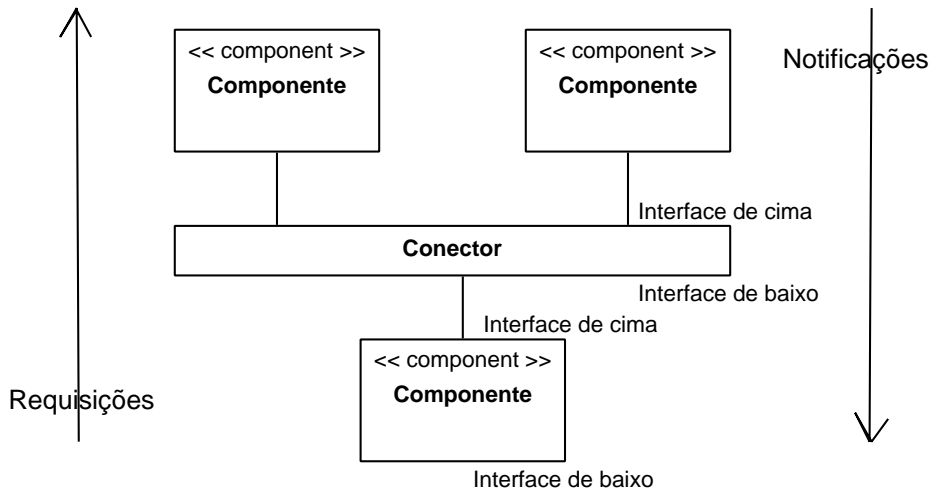 << component >>
Componente
<< component >>
Componente
Notificações
Interface de cima
Conector
Interface de baixo
Interface de cima
<< component >>
Componente
Requisições
Interface de baixo